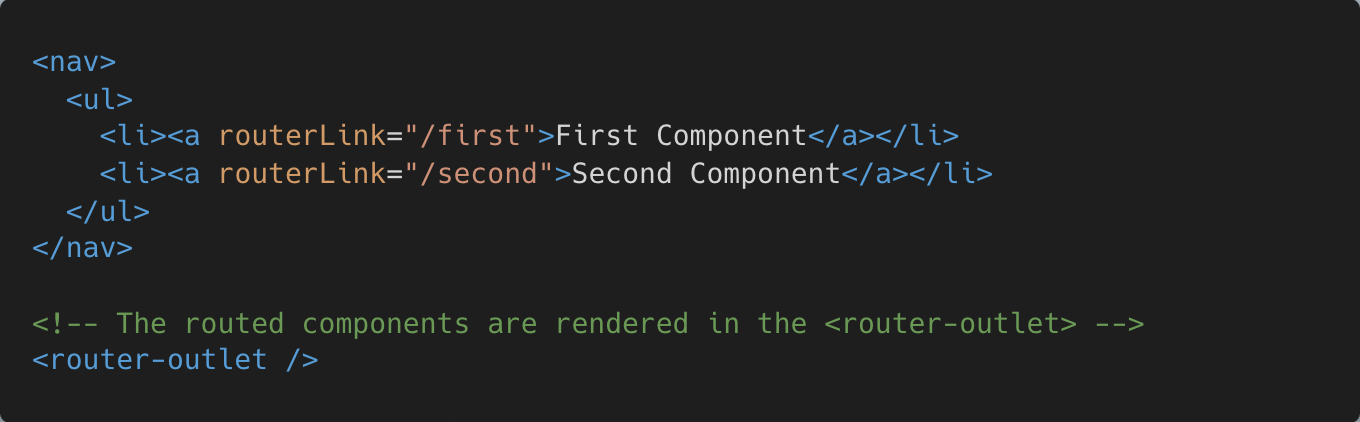 <nav>
  <ul>
    <li><a routerLink="/first">First Component</a></li>
    <li><a routerLink="/second">Second Component</a></li>
  </ul>
</nav>

<!-- The routed components are rendered in the <router-outlet> -->
<router-outlet />